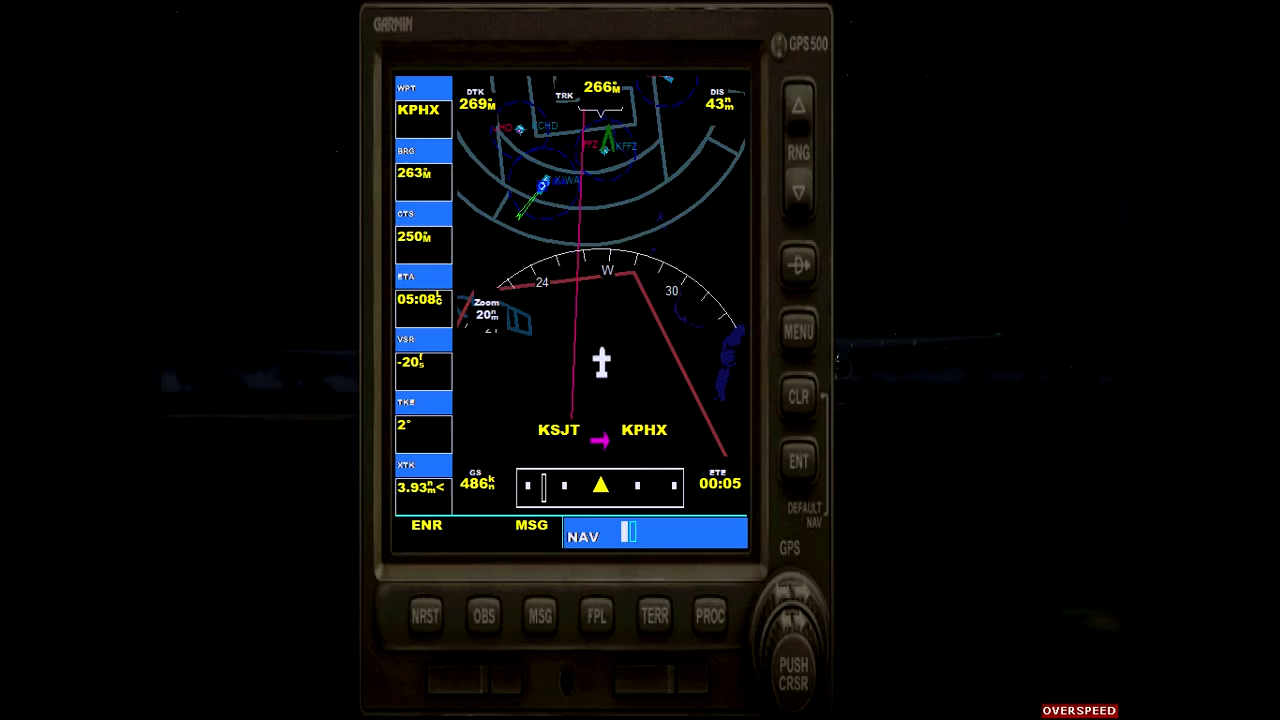 GARMIN
GPS 500
WPT
KPHX
DTK
269°M
TRK
266°M
DIS
43nm
CHD
KCHD
FFZ
KFFZ
KIWA
BRG
263°M
CTS
250°M
ETA
05:08
VSR
-20
TKE
2°
XTK
3.93nm<
24
W
30
21
Zoom
20nm
KSJT
KPHX
GS
486kn
ETE
00:05
ENR
MSG
NAV
RNG
D
MENU
CLR
ENT
DEFAULT
NAV
GPS
NRST
OBS
MSG
FPL
TERR
PROC
PUSH
CRSR
OVERSPEED